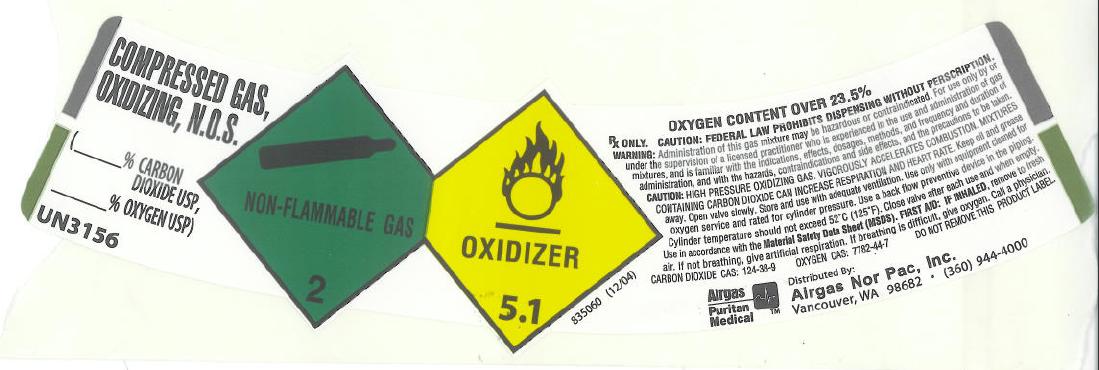 COMPRESSED GAS,
OXIDIZING, N.O.S.
(____% CARBON
DIOXIDE USP,
____% OXYGEN USP)
UN3156
NON-FLAMMABLE GAS
2
OXIDIZER
5.1
835060 (12/04)
OXYGEN CONTENT OVER 23.5%
Rx ONLY. CAUTION: FEDERAL LAW PROHIBITS DISPENSING WITHOUT PERSCRIPTION.
WARNING: Administration of this gas mixture may be hazardous or contraindicated. For use only by or
under the supervision of a licensed practitioner who is experienced in the use and administration of gas
mixtures, and is familiar with the indications, effects, dosages, methods, and frequency and duration of
administration, and with the hazards, contraindications and side effects, and the precautions to be taken.
CAUTION: HIGH PRESSURE OXIDIZING GAS. VIGOROUSLY ACCELERATES COMBUSTION. MIXTURES
CONTAINING CARBON DIOXIDE CAN INCREASE RESPIRATION AND HEART RATE. Keep oil and grease
away. Open valve slowly. Store and use with adequate ventilation. Use only with equipment cleaned for
oxygen service and rated for cylinder pressure. Use a back flow preventive device in the piping.
Cylinder temperature should not exceed 52°C (125°F). Close valve after each use and when empty.
Use in accordance with the Material Safety Data Sheet (MSDS). FIRST AID: IF INHALED, remove to fresh
air. If not breathing, give artificial respiration. If breathing is difficult, give oxygen. Call a physician.
CARBON DIOXIDE CAS: 124-38-9 OXYGEN CAS: 7782-44-7 DO NOT REMOVE THIS PRODUCT LABEL
Airgas
Puritan
Medical
TM
Distributed By:
Airgas Nor Pac, Inc.
Vancouver, WA 98682 • (360) 944-4000